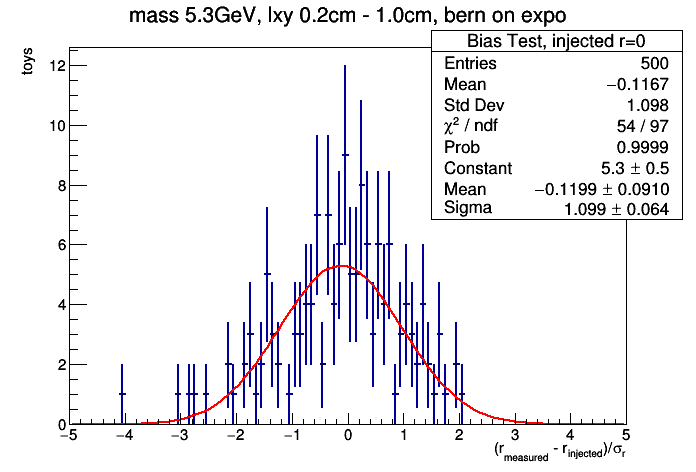 mass 5.3GeV, lxy 0.2cm - 1.0cm, bern on expo
toys
Bias Test, injected r=0
Entries 500
Mean −0.1167
Std Dev 1.098
χ² / ndf 54 / 97
Prob 0.9999
Constant 5.3 ± 0.5
Mean −0.1199 ± 0.0910
Sigma 1.099 ± 0.064
12
10
8
6
4
2
0
−5 −4 −3 −2 −1 0 1 2 3 4 5
(r_measured - r_injected)/σ_r